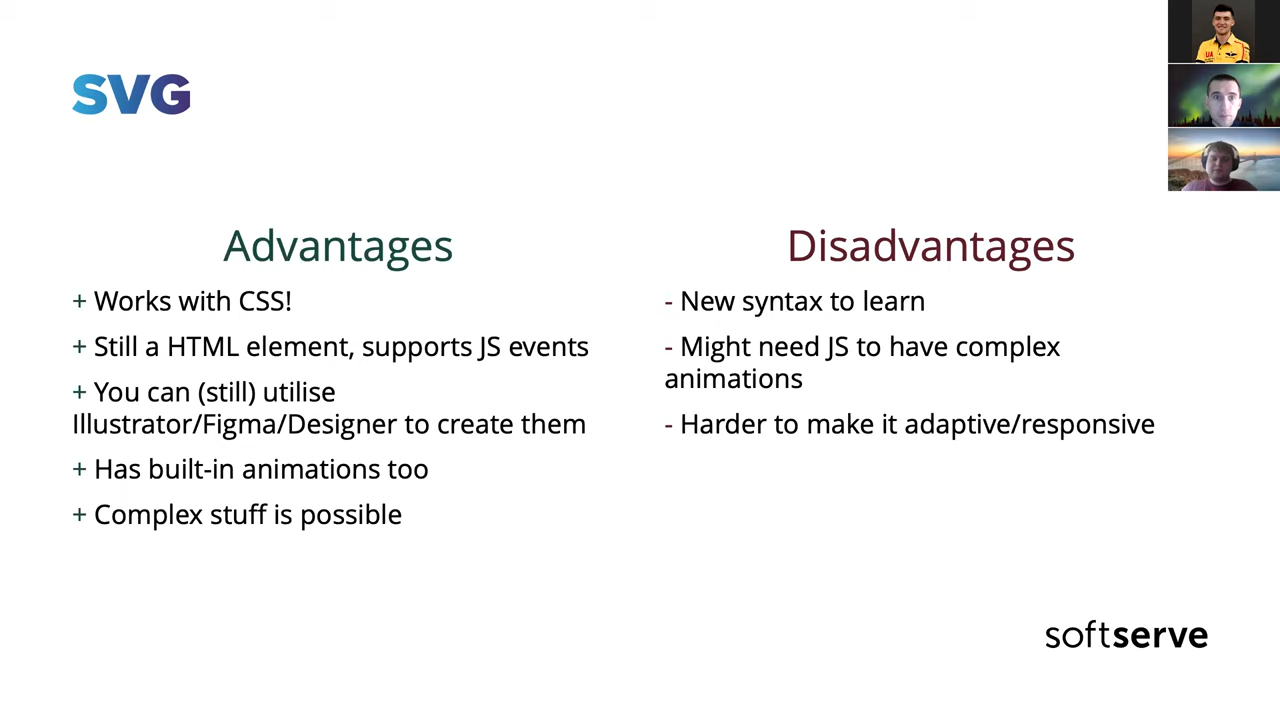 SVG
Advantages
+ Works with CSS!
+ Still a HTML element, supports JS events
+ You can (still) utilise
Illustrator/Figma/Designer to create them
+ Has built-in animations too
+ Complex stuff is possible
Disadvantages
- New syntax to learn
- Might need JS to have complex
animations
- Harder to make it adaptive/responsive
UA
softserve